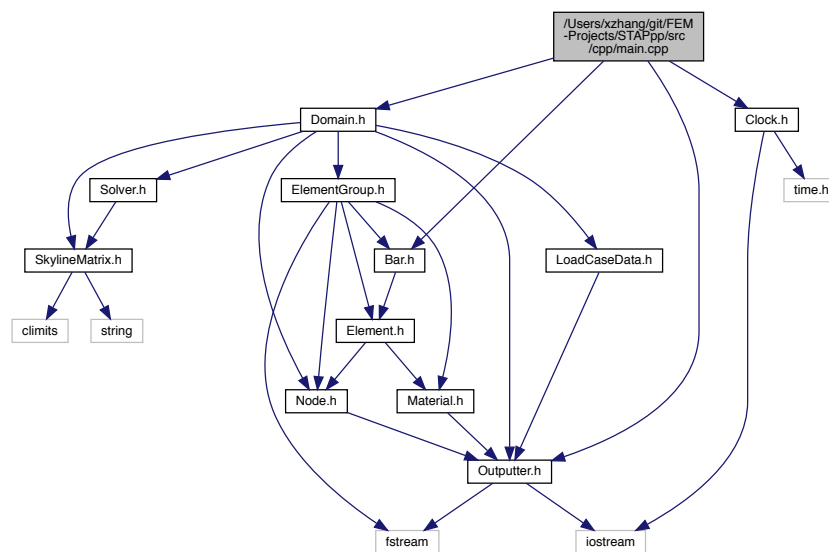 /Users/xzhang/git/FEM
-Projects/STAPpp/src
/cpp/main.cpp
Domain.h
Clock.h
Solver.h
ElementGroup.h
time.h
SkylineMatrix.h
Bar.h
LoadCaseData.h
climits
string
Element.h
Node.h
Material.h
Outputter.h
fstream
iostream